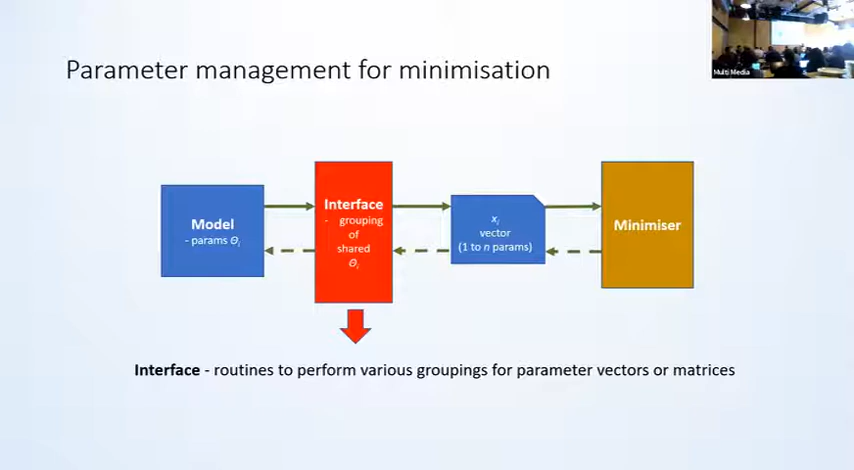 Multi Media
Parameter management for minimisation
Model
- params Θᵢ
Interface
- grouping
of
shared
Θᵢ
xᵢ
vector
(1 to n params)
Minimiser
Interface - routines to perform various groupings for parameter vectors or matrices